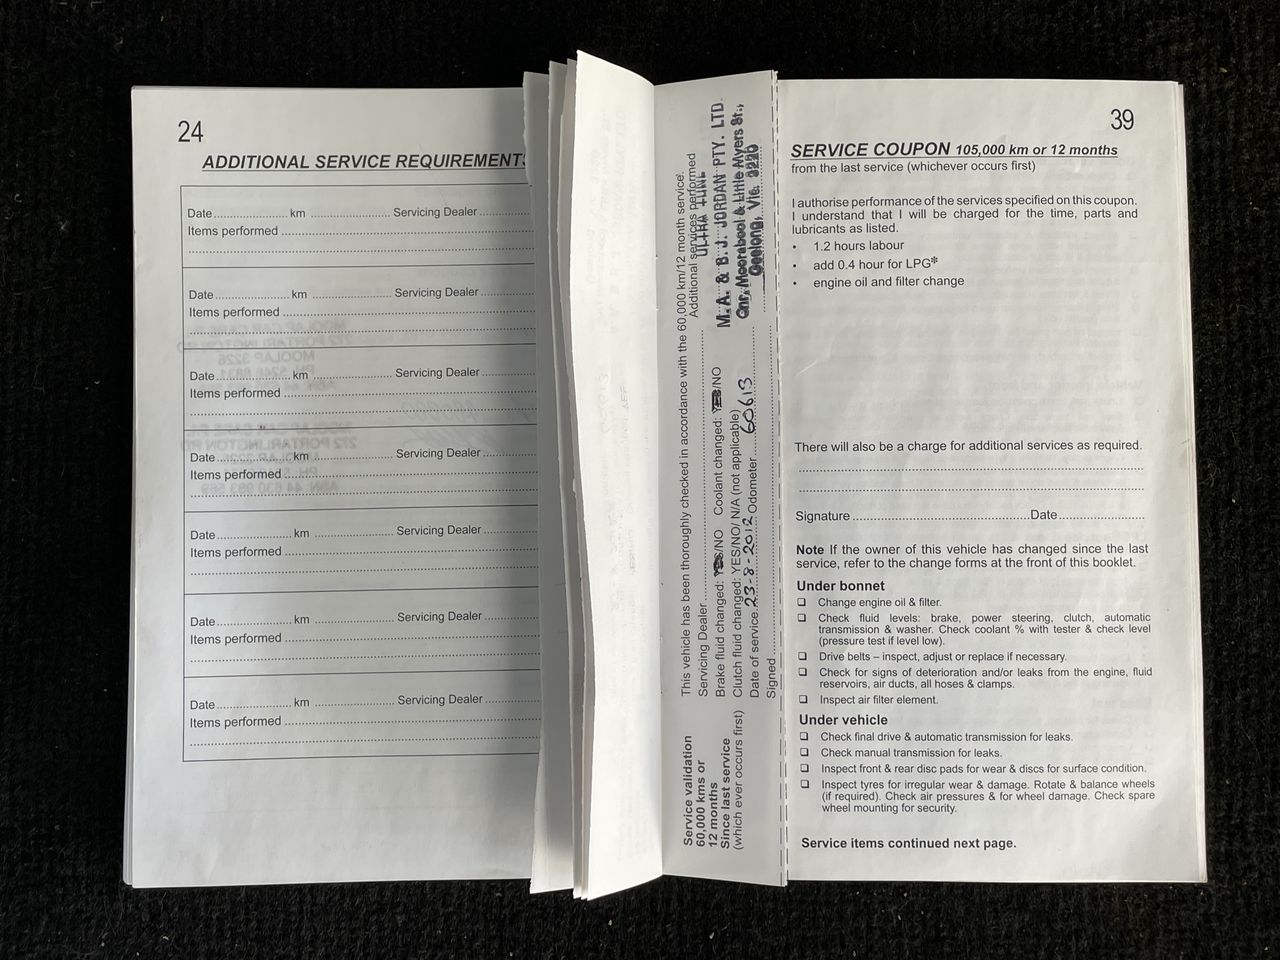 24
ADDITIONAL SERVICE REQUIREMENTS
Date.................... km ...................... Servicing Dealer
Items performed
Date.................... km ...................... Servicing Dealer
Items performed
Date.................... km ...................... Servicing Dealer
Items performed
Date.................... km ...................... Servicing Dealer
Items performed
Date.................... km ...................... Servicing Dealer
Items performed
Date.................... km ...................... Servicing Dealer
Items performed
Date.................... km ...................... Servicing Dealer
Items performed
Service validation
60,000 kms or
12 months
Since last service
(which ever occurs first)
This vehicle has been thoroughly checked in accordance with the 60,000 km/12 month service.
Servicing Dealer .......... Additional services performed
ULTRA TUNE
Brake fluid changed: YES/NO Coolant changed: YES/NO
M. A. & B. J. JORDAN PTY. LTD.
Clutch fluid changed: YES/NO/ N/A (not applicable)
Cnr. Moorabool & Little Myers St.,
Date of service 23-8-2012 Odometer 60613
Geelong, Vic. 3220
Signed
39
SERVICE COUPON 105,000 km or 12 months
from the last service (whichever occurs first)
I authorise performance of the services specified on this coupon.
I understand that I will be charged for the time, parts and
lubricants as listed.
• 1.2 hours labour
• add 0.4 hour for LPG*
• engine oil and filter change
There will also be a charge for additional services as required.
Signature ............................................. Date......................
Note If the owner of this vehicle has changed since the last
service, refer to the change forms at the front of this booklet.
Under bonnet
❑ Change engine oil & filter.
❑ Check fluid levels: brake, power steering, clutch, automatic
transmission & washer. Check coolant % with tester & check level
(pressure test if level low).
❑ Drive belts – inspect, adjust or replace if necessary.
❑ Check for signs of deterioration and/or leaks from the engine, fluid
reservoirs, air ducts, all hoses & clamps.
❑ Inspect air filter element.
Under vehicle
❑ Check final drive & automatic transmission for leaks.
❑ Check manual transmission for leaks.
❑ Inspect front & rear disc pads for wear & discs for surface condition.
❑ Inspect tyres for irregular wear & damage. Rotate & balance wheels
(if required). Check air pressures & for wheel damage. Check spare
wheel mounting for security.
Service items continued next page.